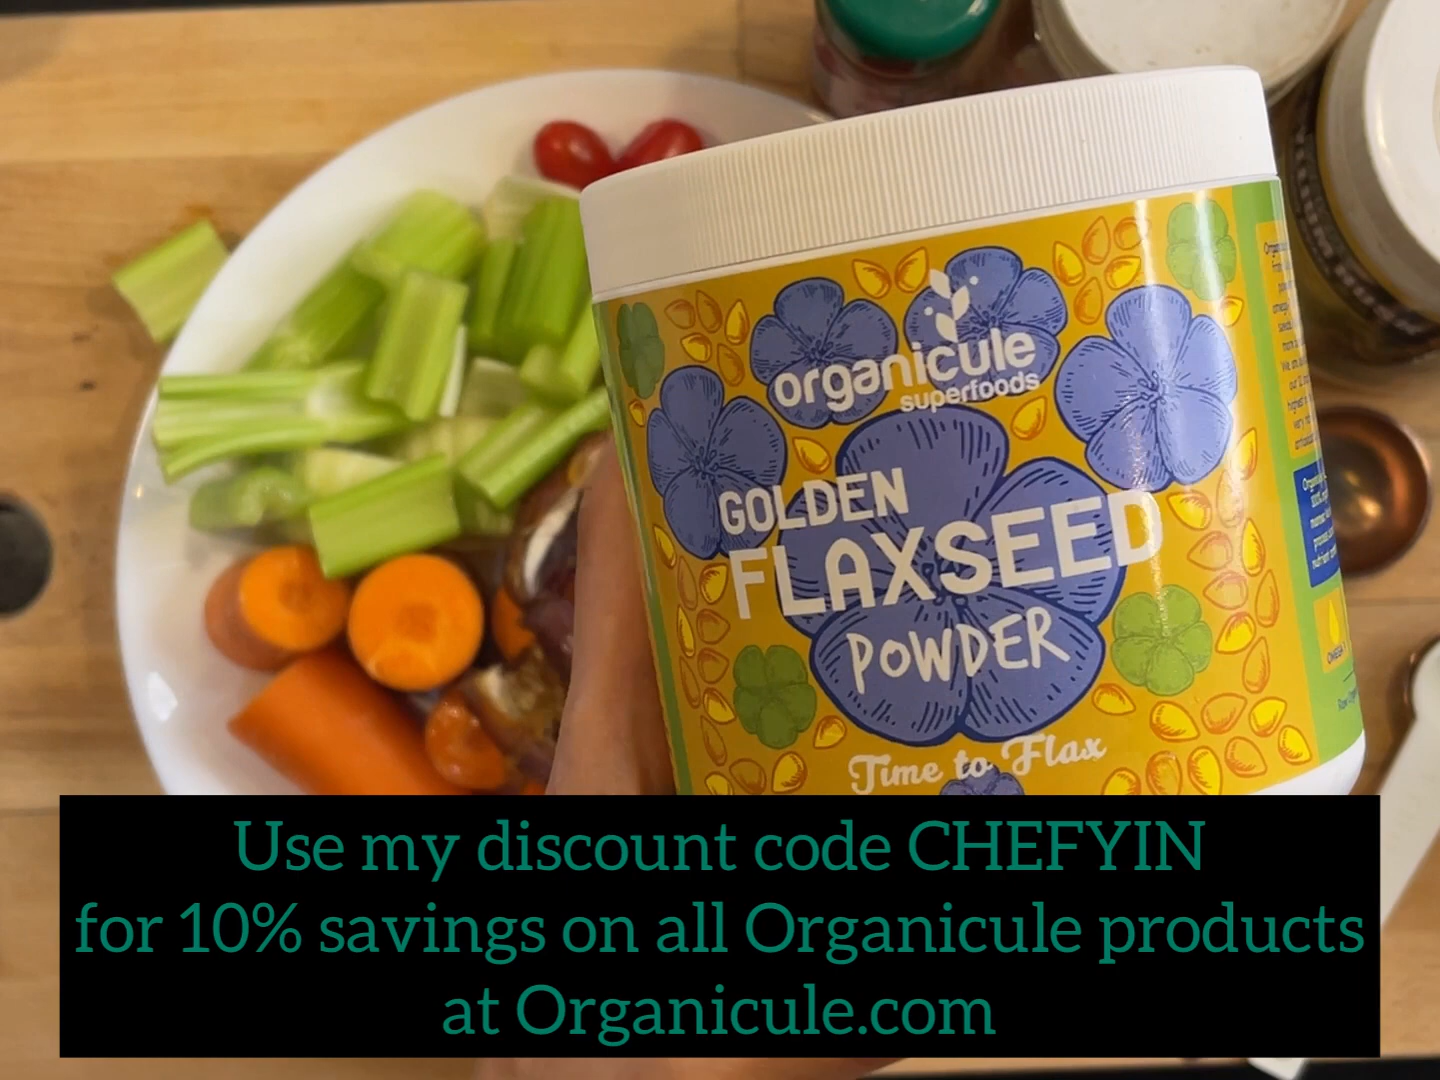 organicule
superfoods
GOLDEN
FLAXSEED
POWDER
Time to Flax
Use my discount code CHEFYIN
for 10% savings on all Organicule products
at Organicule.com